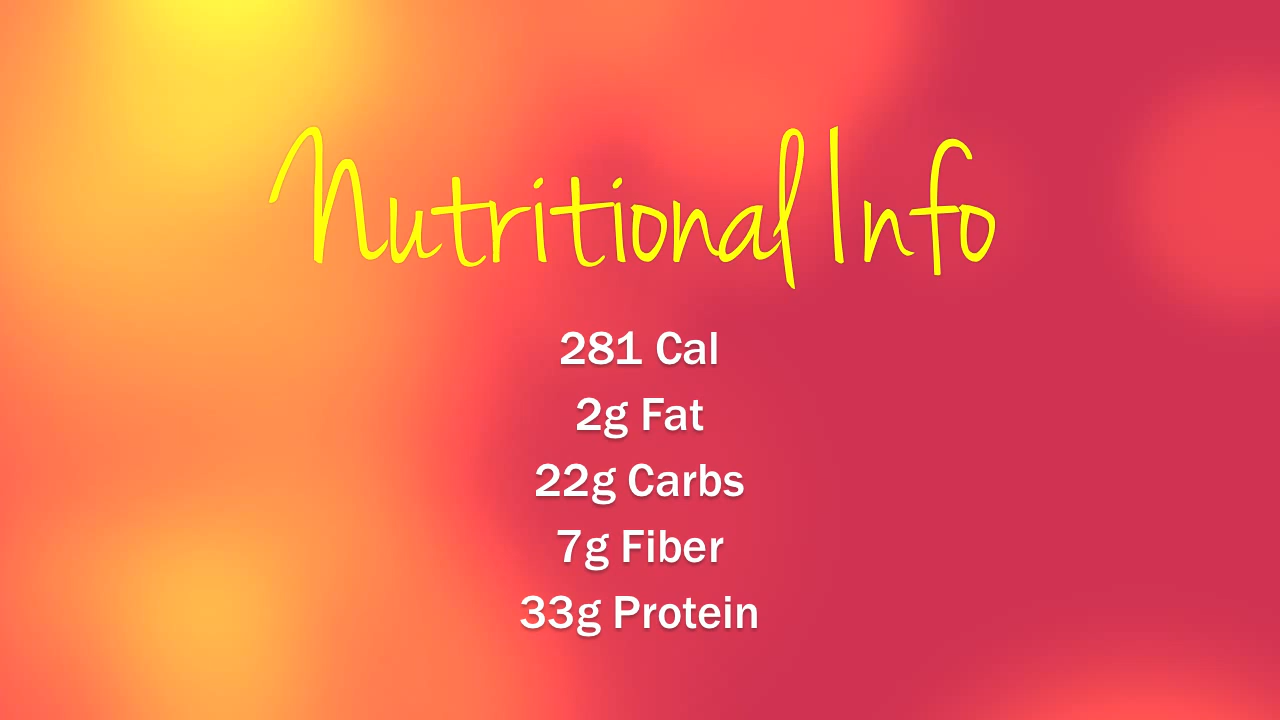 Nutritional Info
281 Cal
2g Fat
22g Carbs
7g Fiber
33g Protein